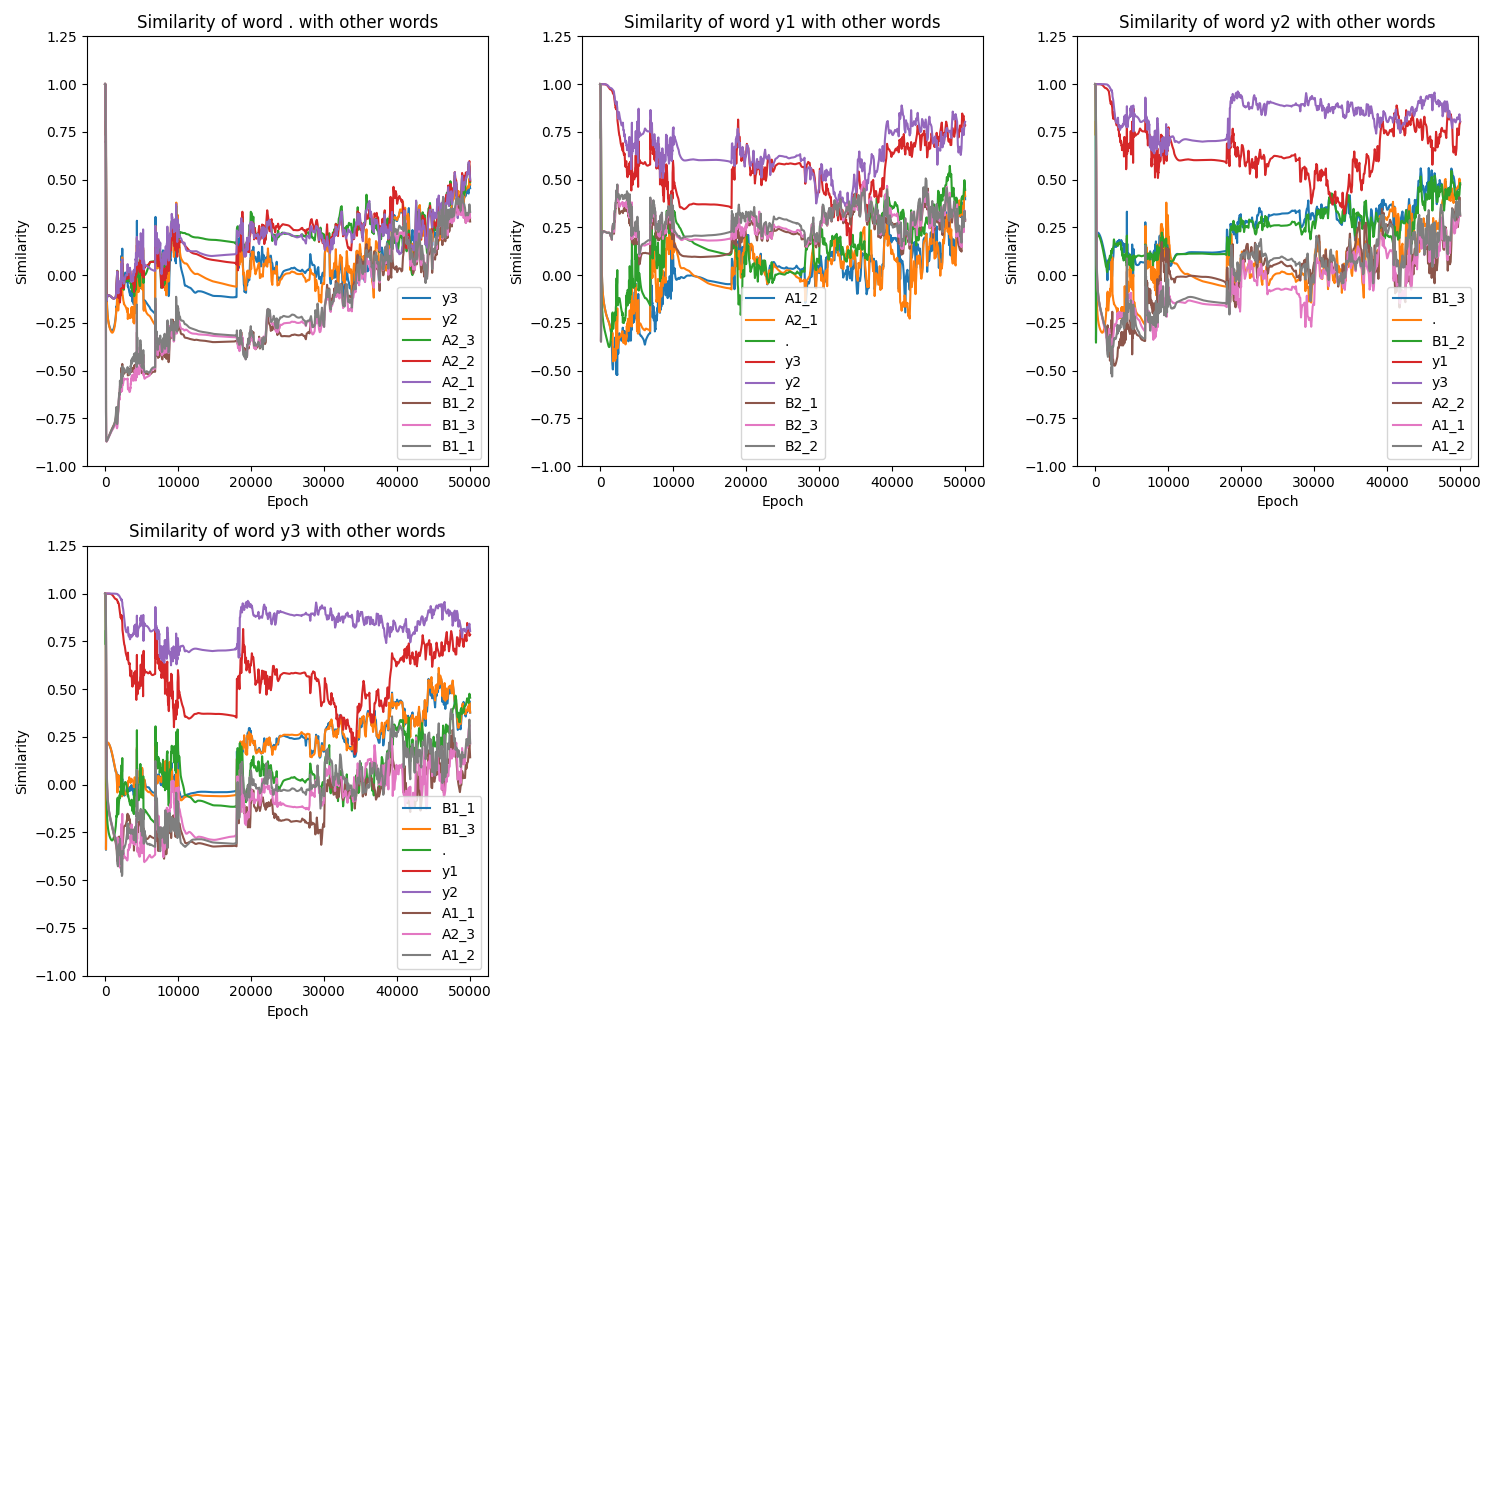 Similarity of word . with other words
1.25
1.00
0.75
0.50
0.25
0.00
−0.25
−0.50
−0.75
−1.00
Similarity
0 10000 20000 30000 40000 50000
Epoch
y3
y2
A2_3
A2_2
A2_1
B1_2
B1_3
B1_1
Similarity of word y1 with other words
1.25
1.00
0.75
0.50
0.25
0.00
−0.25
−0.50
−0.75
−1.00
Similarity
0 10000 20000 30000 40000 50000
Epoch
A1_2
A2_1
.
y3
y2
B2_1
B2_3
B2_2
Similarity of word y2 with other words
1.25
1.00
0.75
0.50
0.25
0.00
−0.25
−0.50
−0.75
−1.00
Similarity
0 10000 20000 30000 40000 50000
Epoch
B1_3
.
B1_2
y1
y3
A2_2
A1_1
A1_2
Similarity of word y3 with other words
1.25
1.00
0.75
0.50
0.25
0.00
−0.25
−0.50
−0.75
−1.00
Similarity
0 10000 20000 30000 40000 50000
Epoch
B1_1
B1_3
.
y1
y2
A1_1
A2_3
A1_2